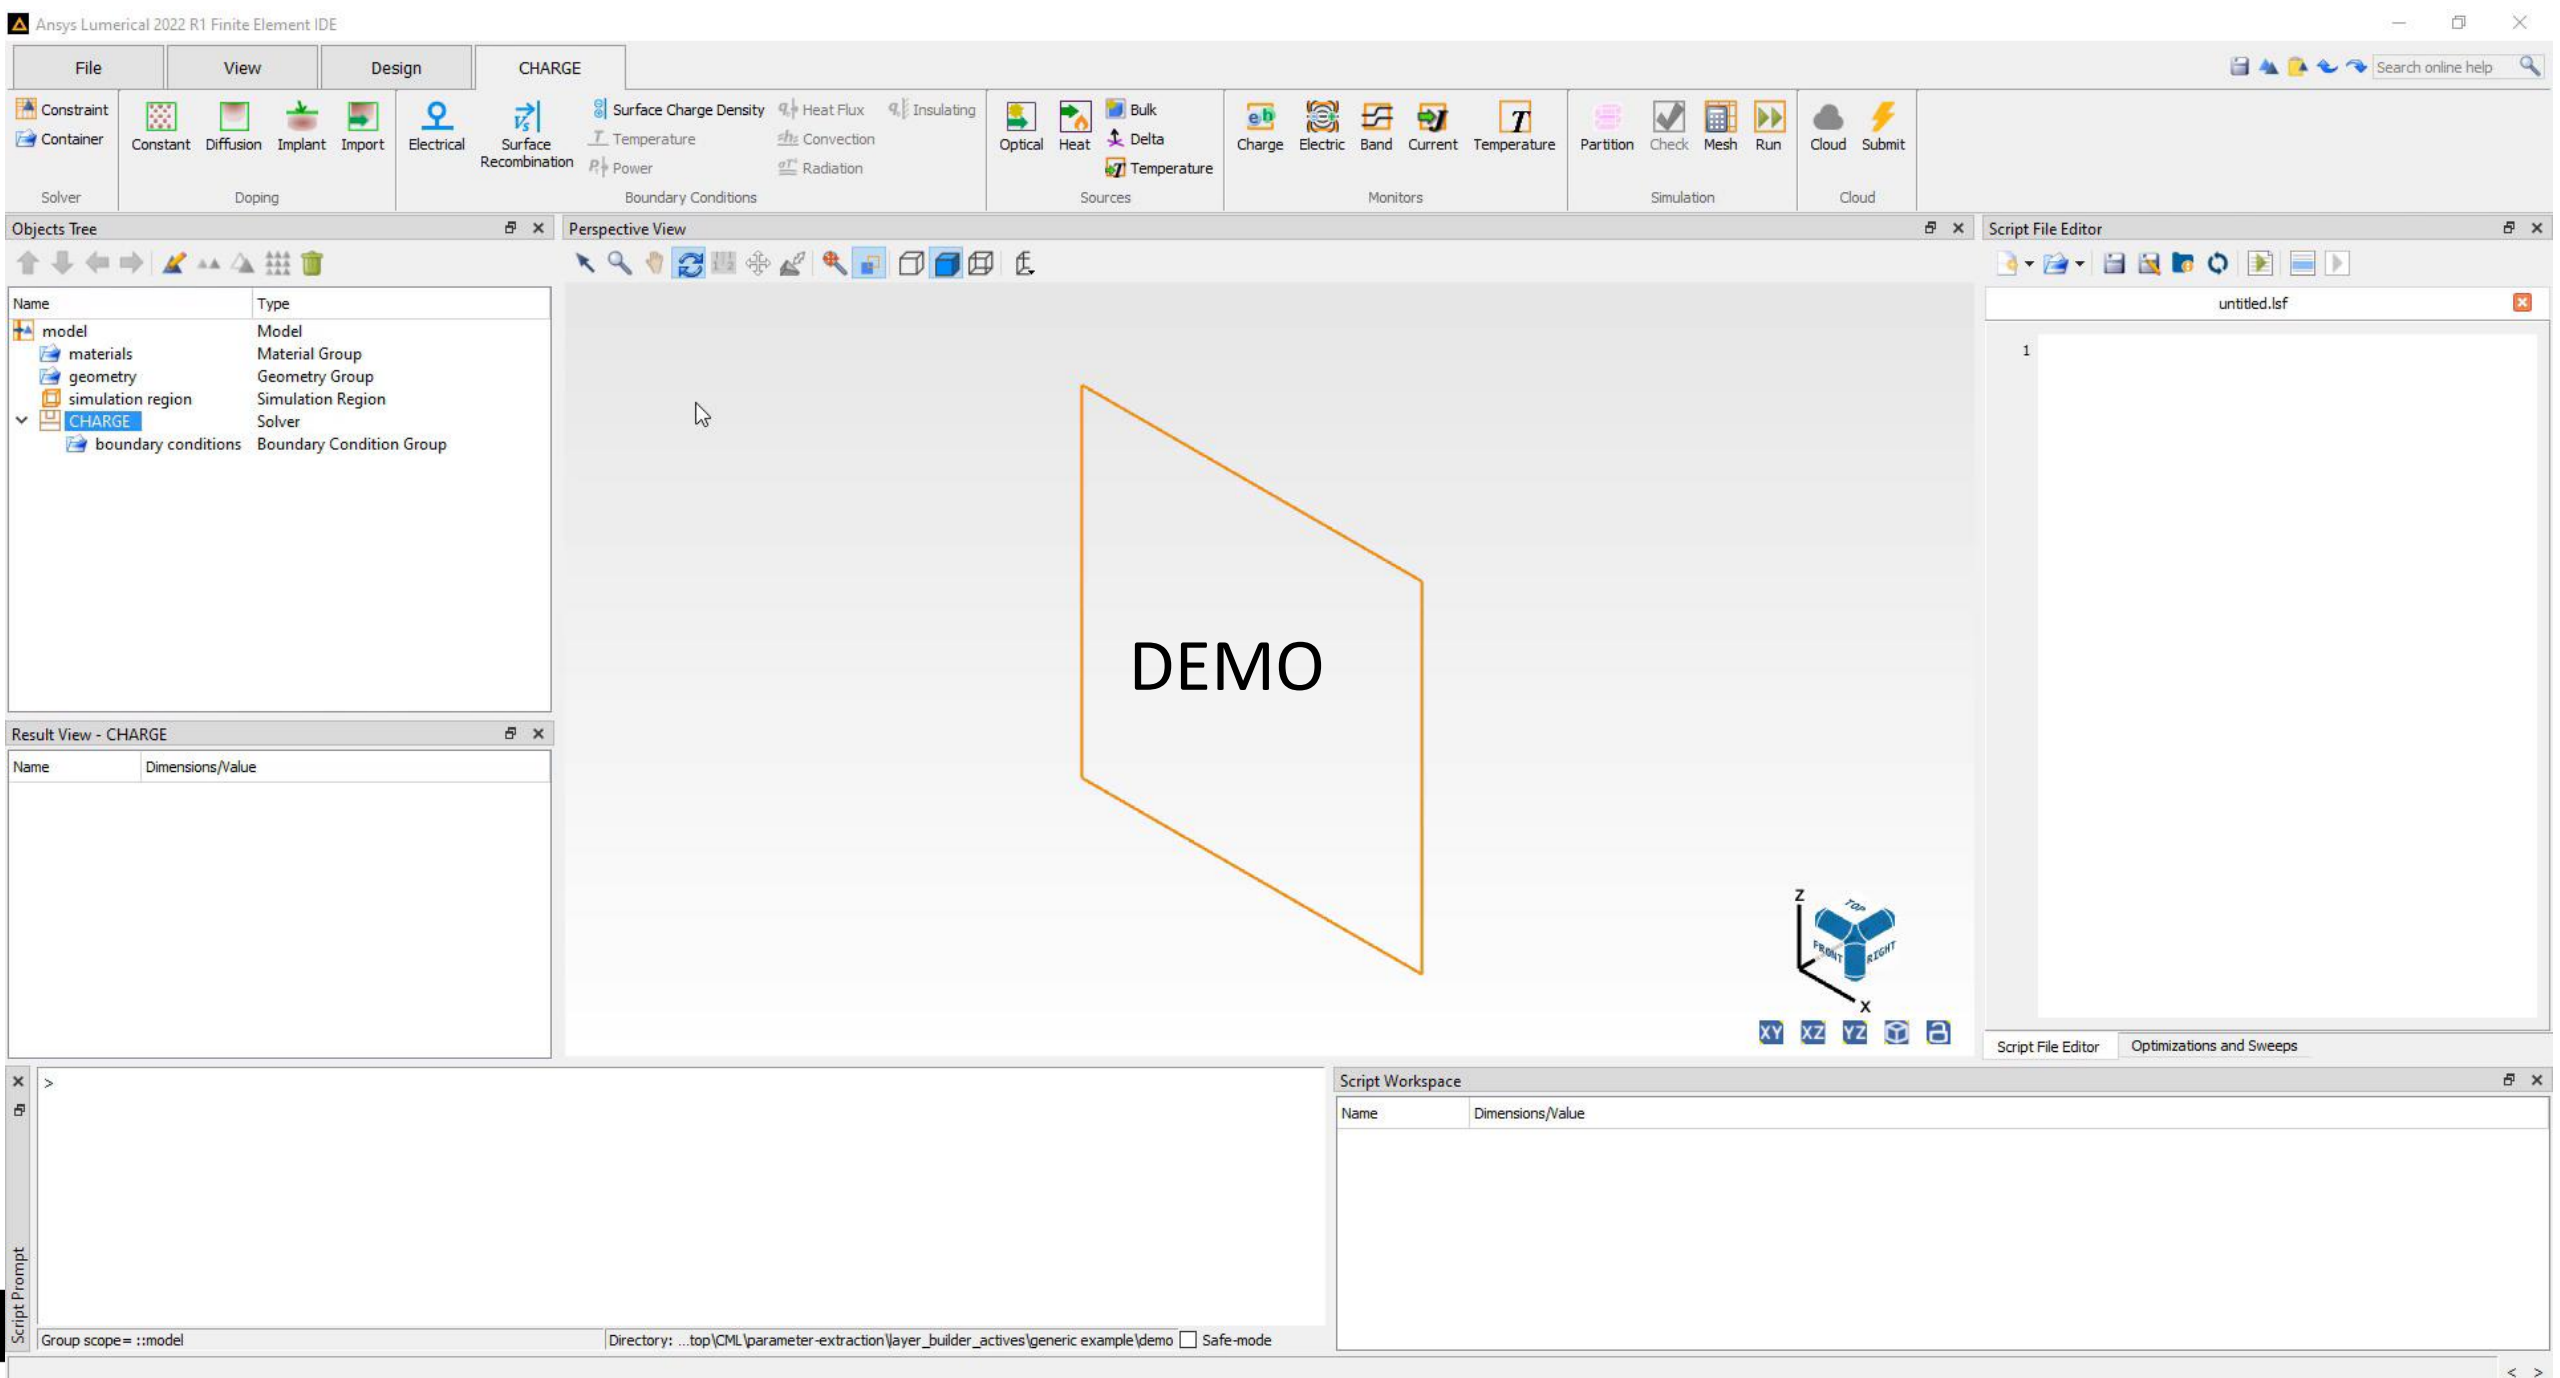 Ansys Lumerical 2022 R1 Finite Element IDE
File View Design CHARGE Search online help
Constraint
Container
Solver
Constant Diffusion Implant Import
Doping
Electrical Surface Recombination
Surface Charge Density Heat Flux Insulating
Temperature Convection
Power Radiation
Boundary Conditions
Optical Heat Bulk
Delta
Temperature
Sources
Charge Electric Band Current Temperature
Monitors
Partition Check Mesh Run
Simulation
Cloud Submit
Cloud
Objects Tree
Name Type
model Model
materials Material Group
geometry Geometry Group
simulation region Simulation Region
CHARGE Solver
boundary conditions Boundary Condition Group
Result View - CHARGE
Name Dimensions/Value
Perspective View
DEMO
Z
TOP
FRONT RIGHT
X
XY XZ YZ
Script File Editor
untitled.lsf
1
Script File Editor Optimizations and Sweeps
Script Prompt
>
Group scope= ::model Directory: ...top\CML\parameter-extraction\layer_builder_actives\generic example\demo Safe-mode
Script Workspace
Name Dimensions/Value
< >